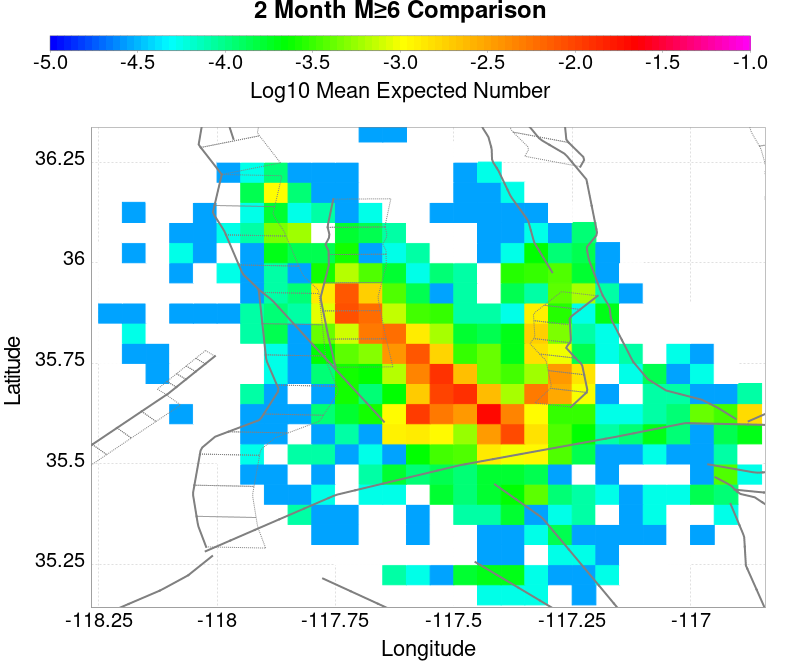 2 Month M≥6 Comparison
-5.0 -4.5 -4.0 -3.5 -3.0 -2.5 -2.0 -1.5 -1.0
Log10 Mean Expected Number
36.25
36
35.75
35.5
35.25
Latitude
-118.25 -118 -117.75 -117.5 -117.25 -117
Longitude